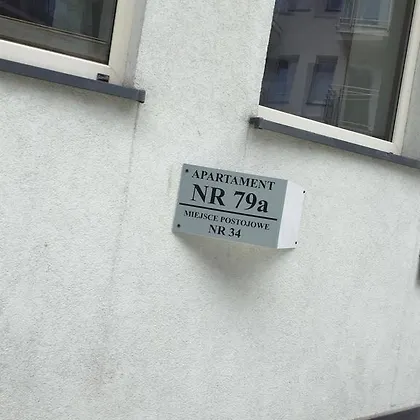 APARTAMENT
NR 79a
MIEJSCE POSTOJOWE
NR 34